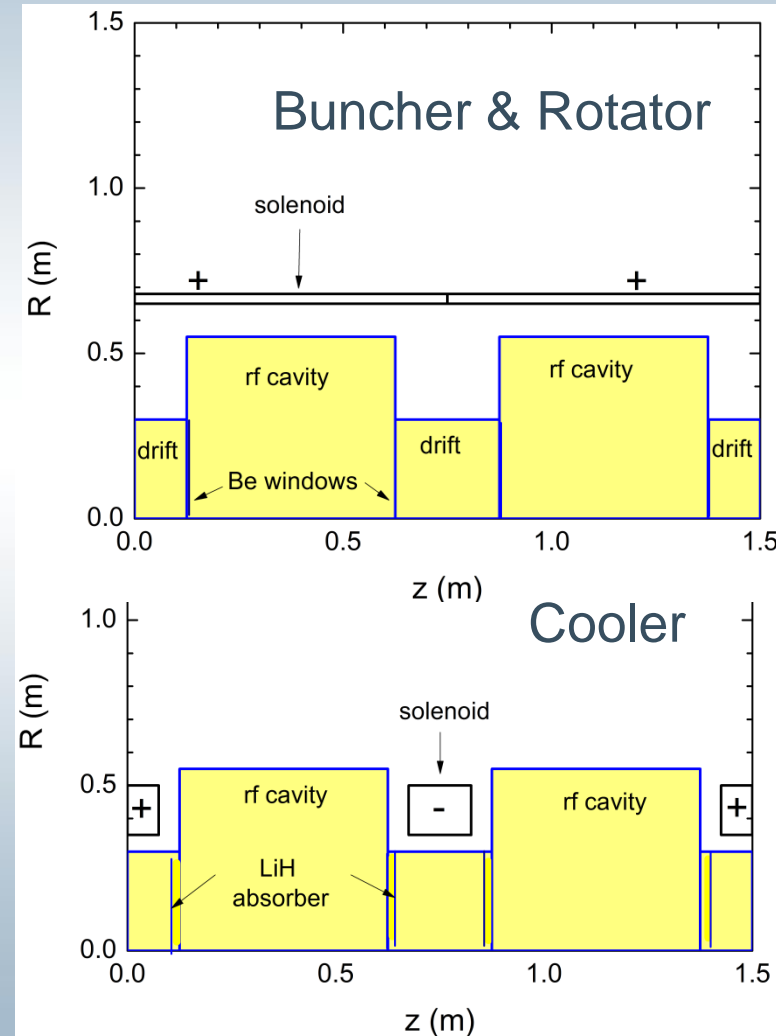 Buncher & Rotator
solenoid
+ +
rf cavity rf cavity
drift drift drift
Be windows
R (m)
1.5
1.0
0.5
0.0
0.0 0.5 1.0 1.5
z (m)
Cooler
solenoid
+ - +
rf cavity rf cavity
LiH
absorber
R (m)
1.0
0.5
0.0
0.0 0.5 1.0 1.5
z (m)